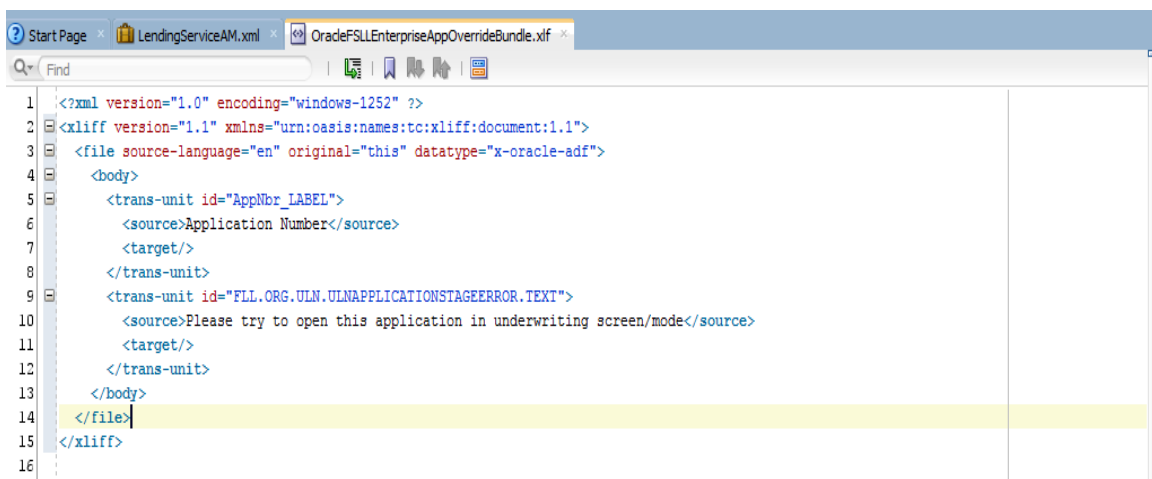 Start Page LendingServiceAM.xml OracleFSLLEnterpriseAppOverrideBundle.xlf
Find
1 <?xml version="1.0" encoding="windows-1252" ?>
2 <xliff version="1.1" xmlns="urn:oasis:names:tc:xliff:document:1.1">
3 <file source-language="en" original="this" datatype="x-oracle-adf">
4 <body>
5 <trans-unit id="AppNbr_LABEL">
6 <source>Application Number</source>
7 <target/>
8 </trans-unit>
9 <trans-unit id="FLL.ORG.ULN.ULNAPPLICATIONSTAGEERROR.TEXT">
10 <source>Please try to open this application in underwriting screen/mode</source>
11 <target/>
12 </trans-unit>
13 </body>
14 </file>
15 </xliff>
16